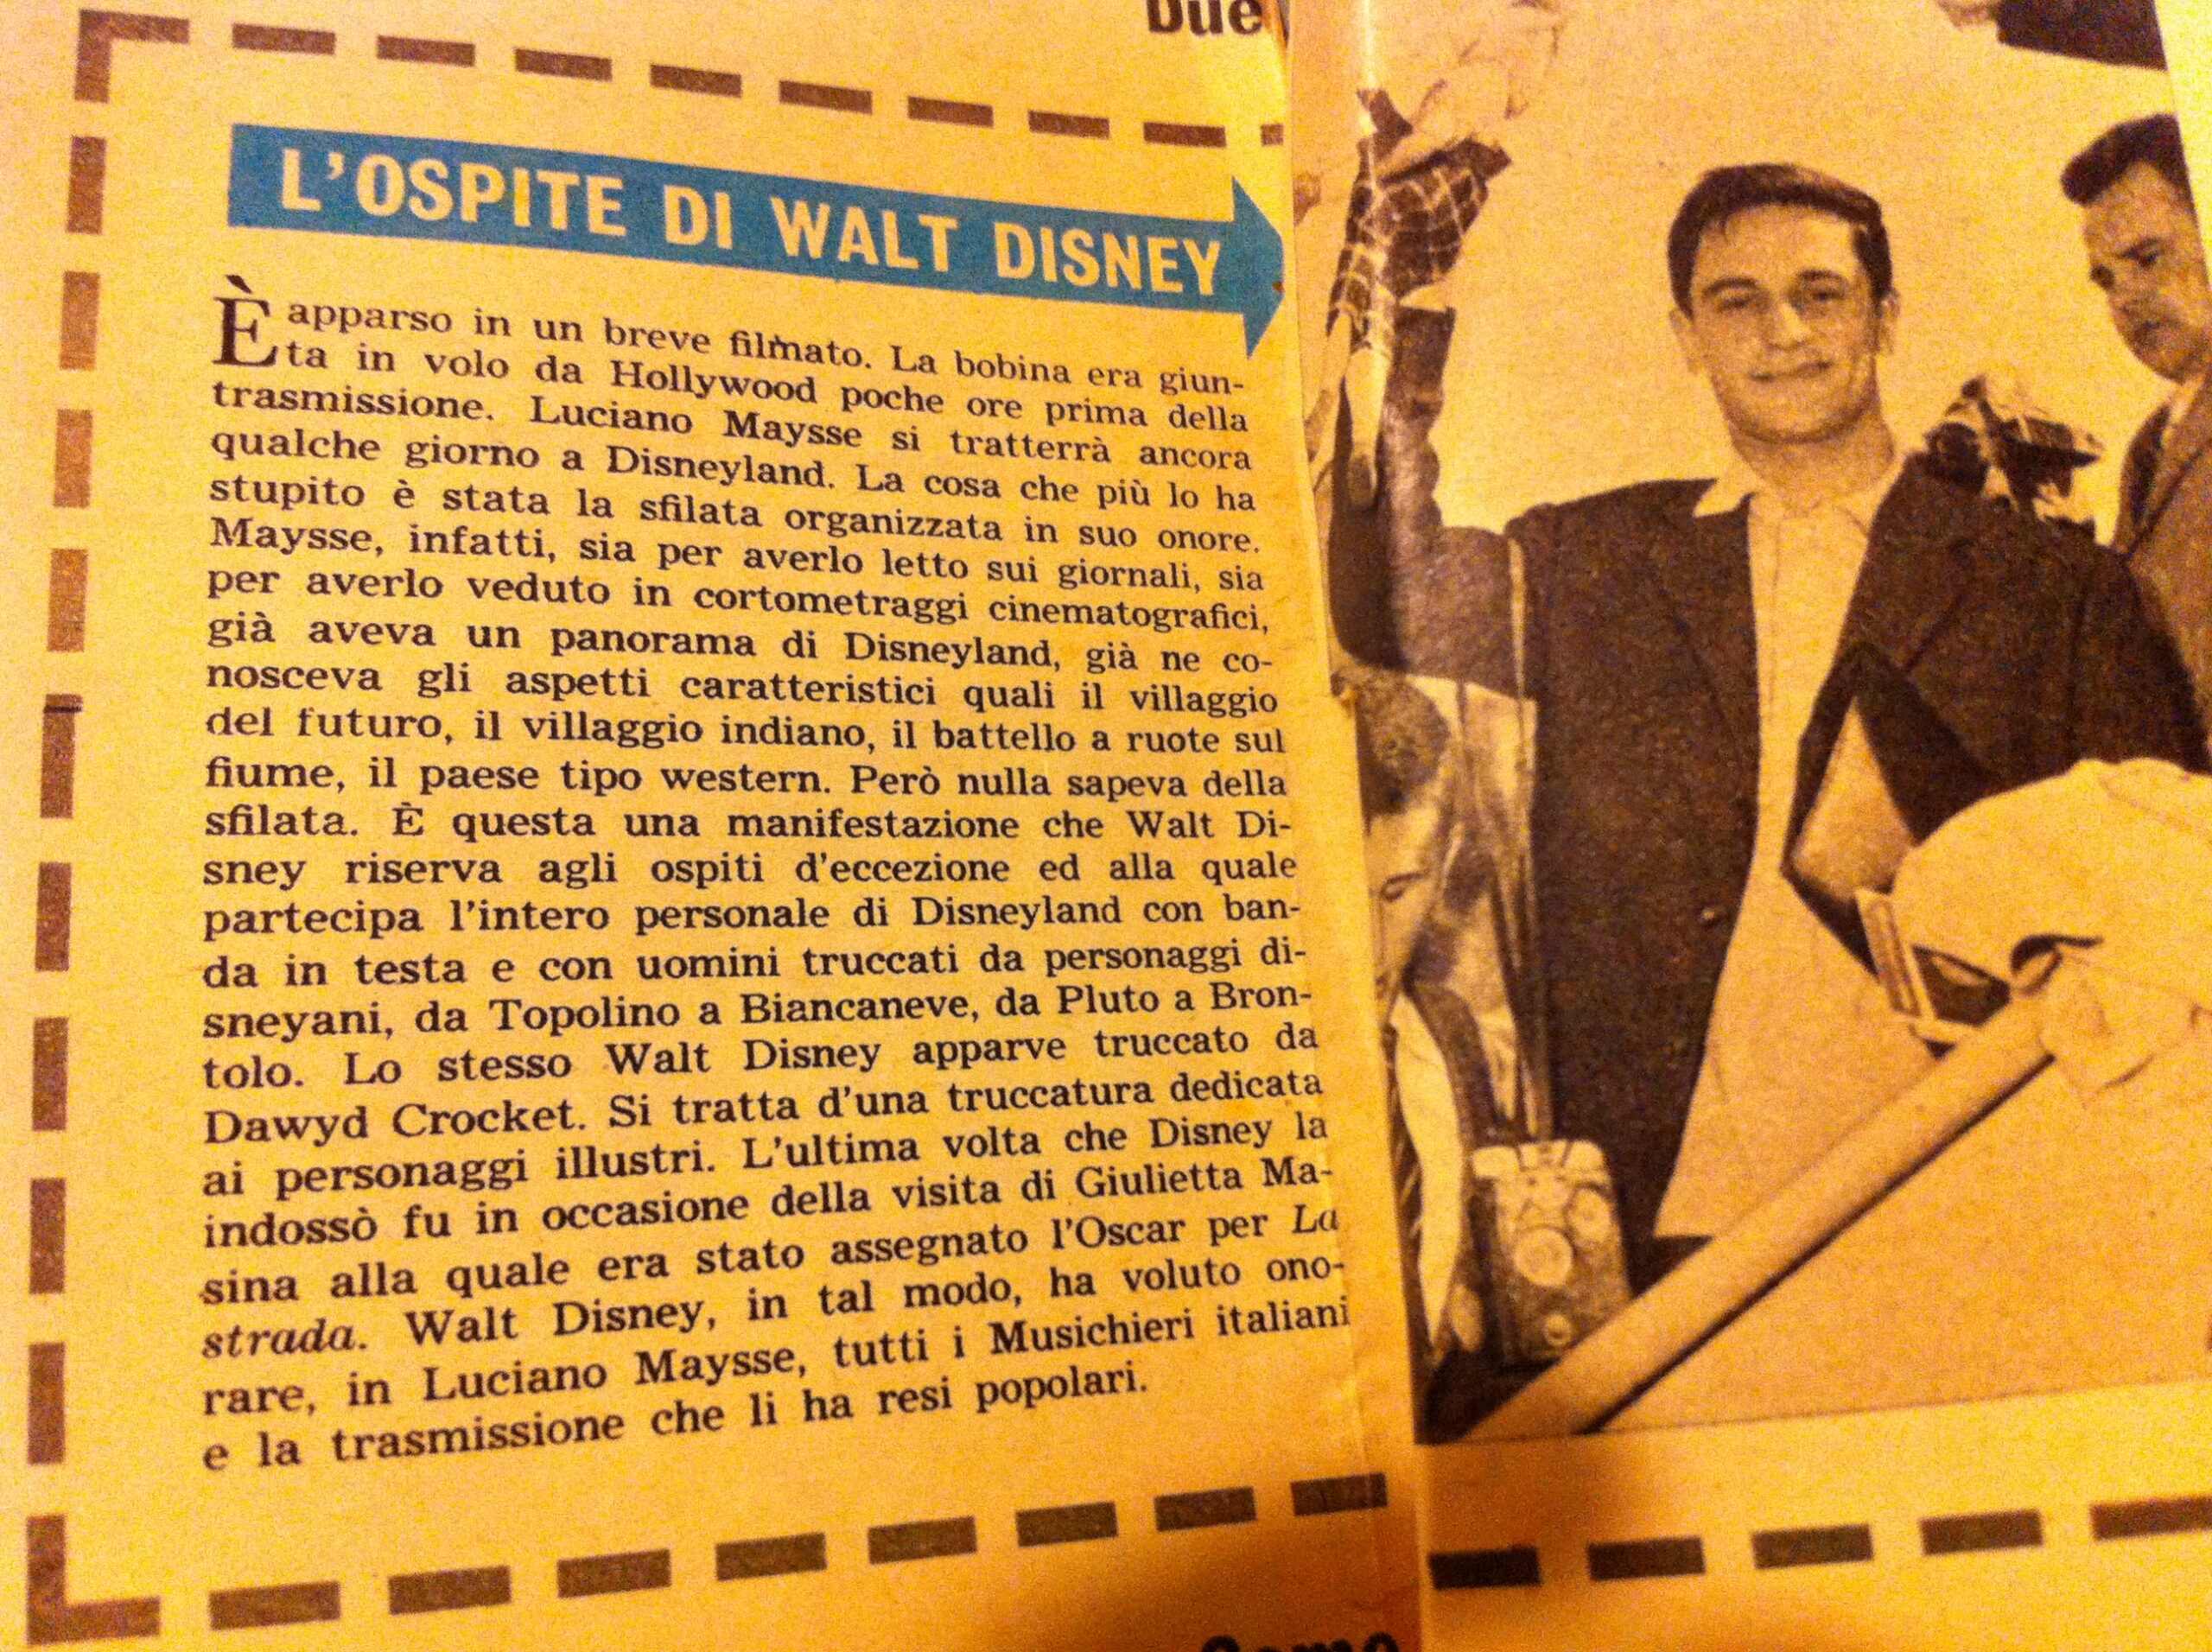 Due
L'OSPITE DI WALT DISNEY
È apparso in un breve filmato. La bobina era giun-
ta in volo da Hollywood poche ore prima della
trasmissione. Luciano Maysse si tratterrà ancora
qualche giorno a Disneyland. La cosa che più lo ha
stupito è stata la sfilata organizzata in suo onore.
Maysse, infatti, sia per averlo letto sui giornali, sia
per averlo veduto in cortometraggi cinematografici,
già aveva un panorama di Disneyland, già ne co-
nosceva gli aspetti caratteristici quali il villaggio
del futuro, il villaggio indiano, il battello a ruote sul
fiume, il paese tipo western. Però nulla sapeva della
sfilata. È questa una manifestazione che Walt Di-
sney riserva agli ospiti d'eccezione ed alla quale
partecipa l'intero personale di Disneyland con ban-
da in testa e con uomini truccati da personaggi di-
sneyani, da Topolino a Biancaneve, da Pluto a Bron-
tolo. Lo stesso Walt Disney apparve truccato da
Dawyd Crocket. Si tratta d'una truccatura dedicata
ai personaggi illustri. L'ultima volta che Disney la
indossò fu in occasione della visita di Giulietta Ma-
sina alla quale era stato assegnato l'Oscar per La
strada. Walt Disney, in tal modo, ha voluto ono-
rare, in Luciano Maysse, tutti i Musichieri italiani
e la trasmissione che li ha resi popolari.